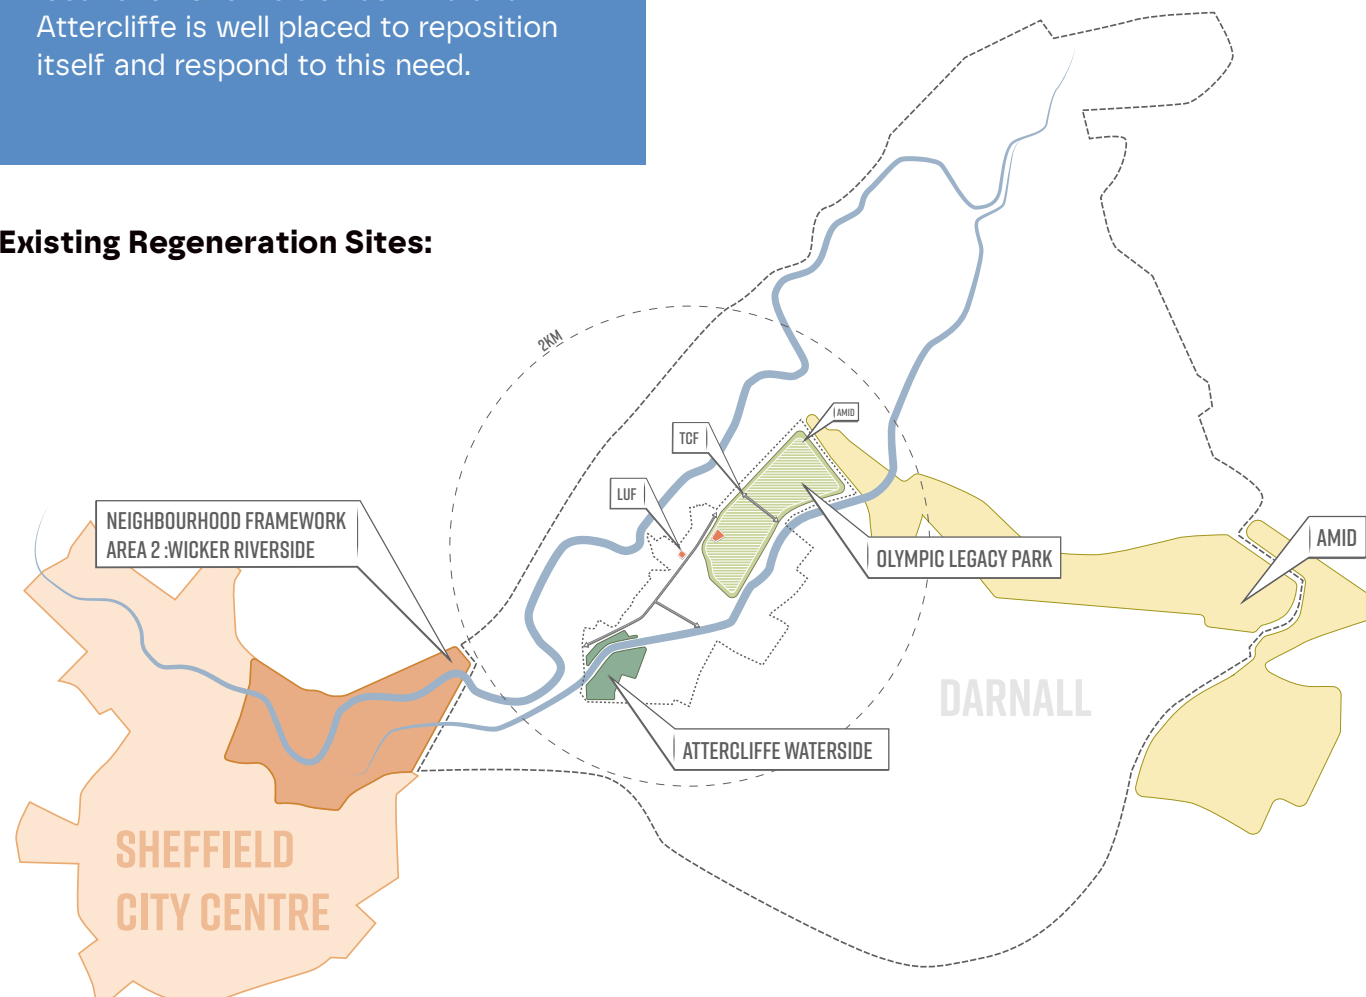 Attercliffe is well placed to reposition
itself and respond to this need.
Existing Regeneration Sites:
2KM
AMID
TCF
LUF
NEIGHBOURHOOD FRAMEWORK
AREA 2 :WICKER RIVERSIDE
OLYMPIC LEGACY PARK
AMID
DARNALL
ATTERCLIFFE WATERSIDE
SHEFFIELD
CITY CENTRE